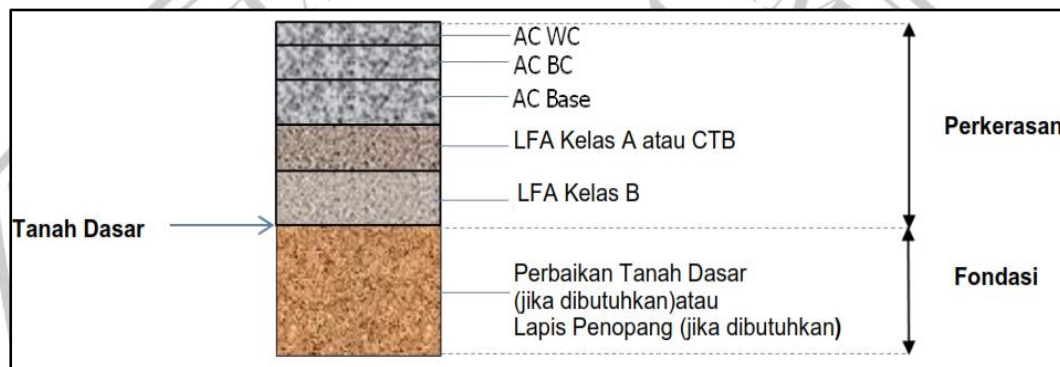 AC WC
AC BC
AC Base
LFA Kelas A atau CTB
Perkerasan
LFA Kelas B
Tanah Dasar
Perbaikan Tanah Dasar
(jika dibutuhkan)atau
Lapis Penopang (jika dibutuhkan)
Fondasi